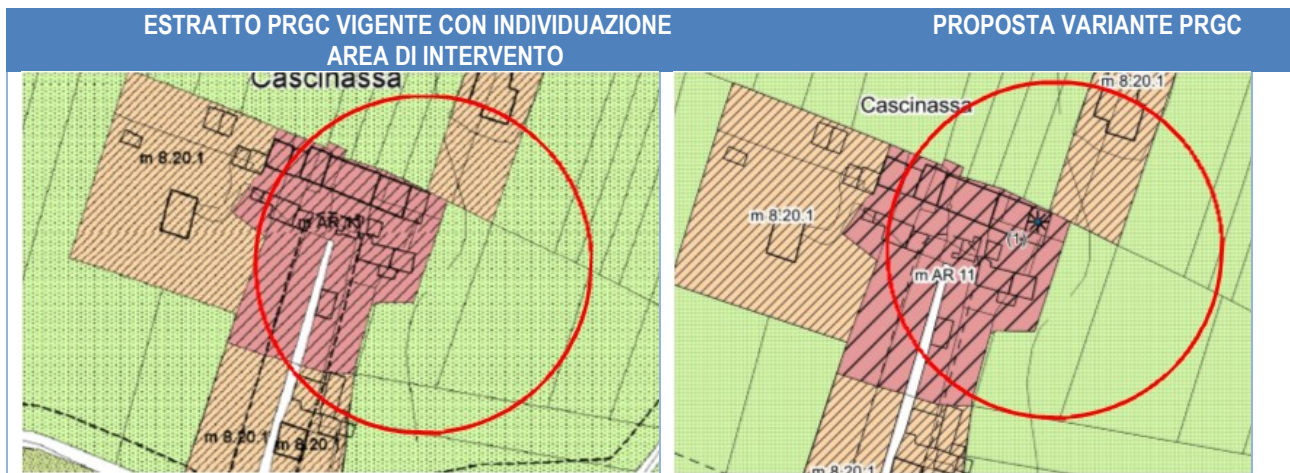 ESTRATTO PRGC VIGENTE CON INDIVIDUAZIONE
AREA DI INTERVENTO
PROPOSTA VARIANTE PRGC
Cascinassa
m 8.20.1
m 8.20.1
m 8.20.1
Cascinassa
m 8.20.1
m 8.20.1
(1)
m AR 11
m 8.20.1